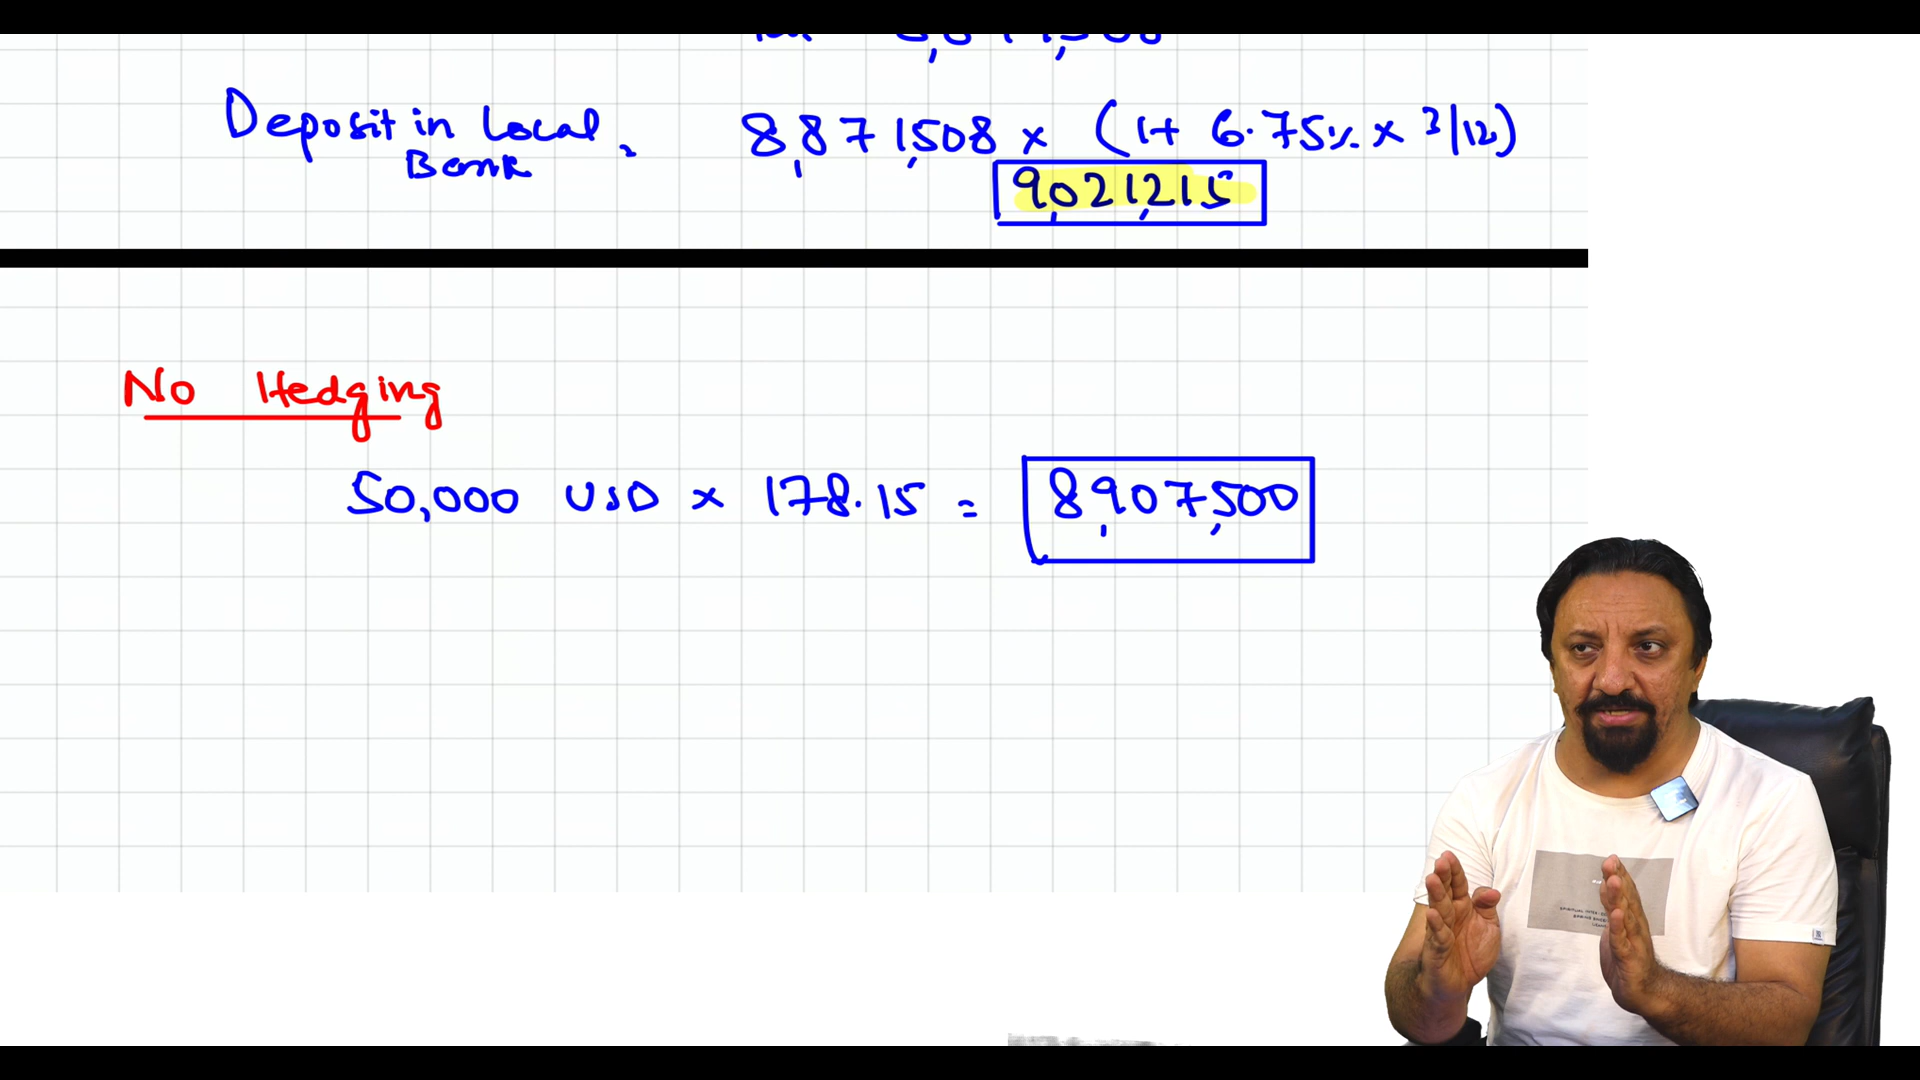 Deposit in Local = 8,871,508 × (1+ 6.75% × 3/12)
Bank
9,021,215
No Hedging
50,000 USD × 178.15 = 8,907,500